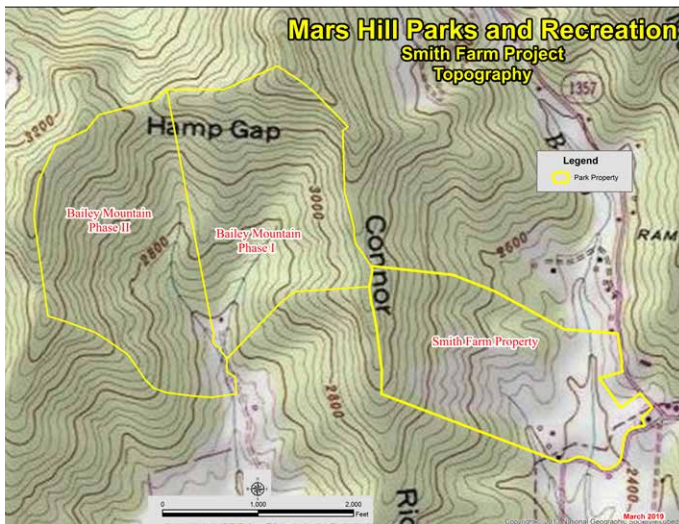 Mars Hill Parks and Recreation
Smith Farm Project
Topography
1357
3200
Hamp Gap
Legend
Park Property
3000
Bailey Mountain
Phase II
Bailey Mountain
Phase I
Connor
2800
2600
RAM
Smith Farm Property
2800
2400
0 1,000 2,000
Feet
March 2019